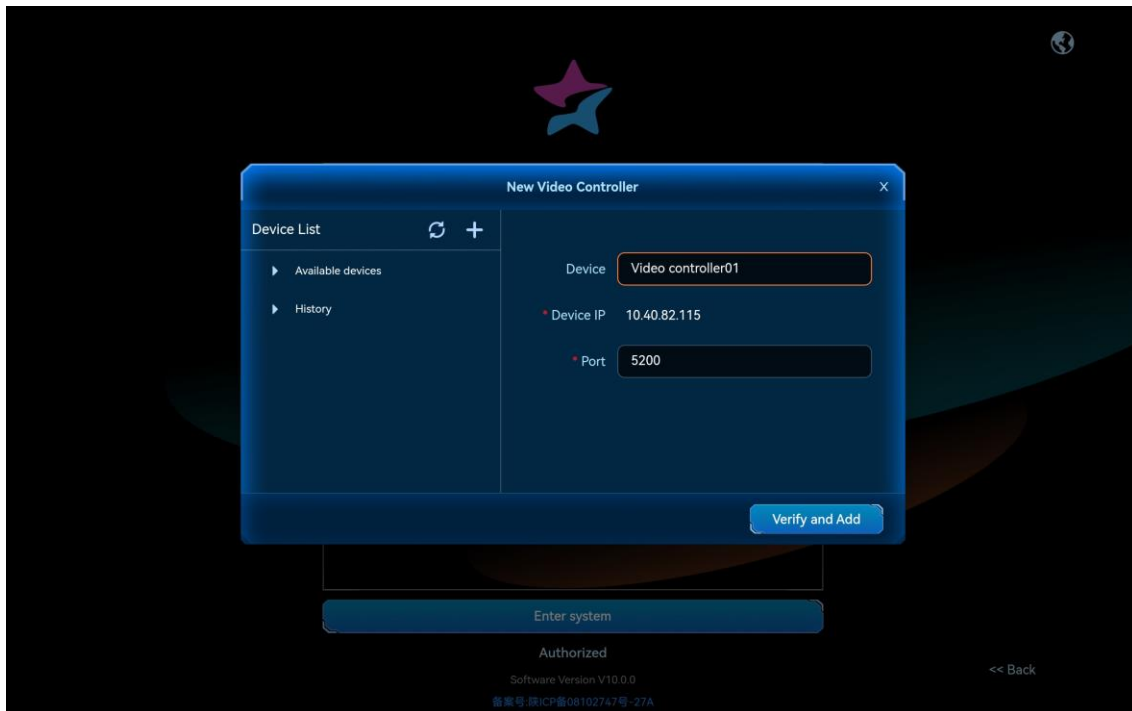 New Video Controller X
Device List
Available devices
History
Device Video controller01
* Device IP 10.40.82.115
* Port 5200
Verify and Add
Enter system
Authorized
<< Back
Software Version V10.0.0
备案号:陕ICP备08102747号-27A